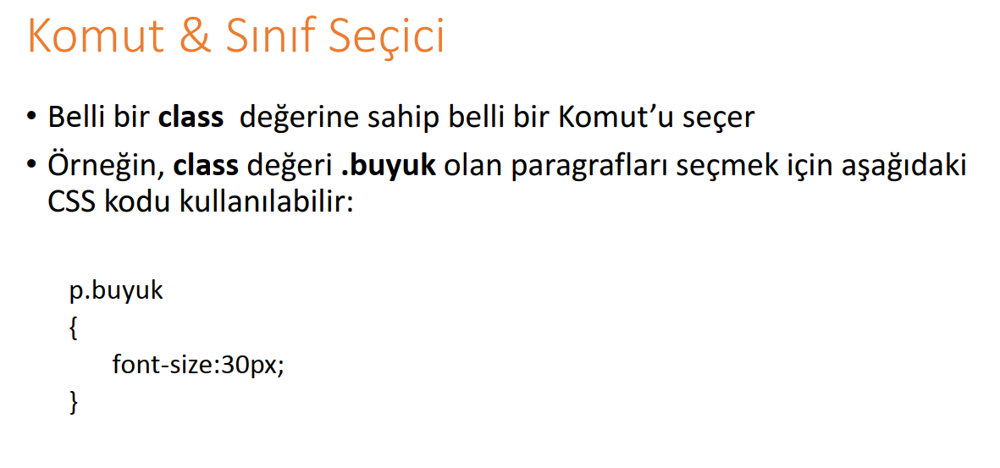 Komut & Sınıf Seçici
• Belli bir class değerine sahip belli bir Komut’u seçer
• Örneğin, class değeri .buyuk olan paragrafları seçmek için aşağıdaki
CSS kodu kullanılabilir:
p.buyuk
{
font-size:30px;
}